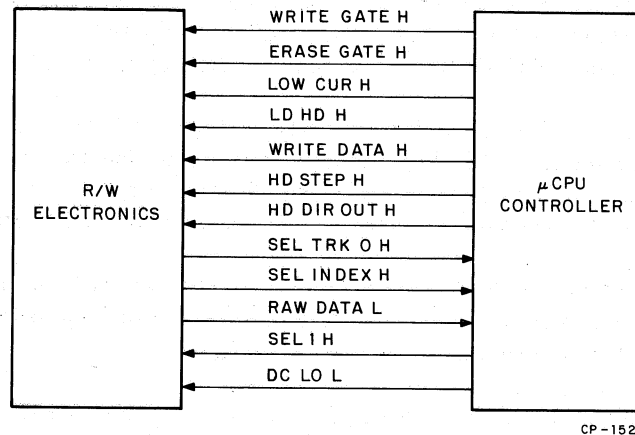 WRITE GATE H
ERASE GATE H
LOW CUR H
LD HD H
WRITE DATA H
HD STEP H
HD DIR OUT H
SEL TRK 0 H
SEL INDEX H
RAW DATA L
SEL 1 H
DC LO L
R/W
ELECTRONICS
μCPU
CONTROLLER
CP-152